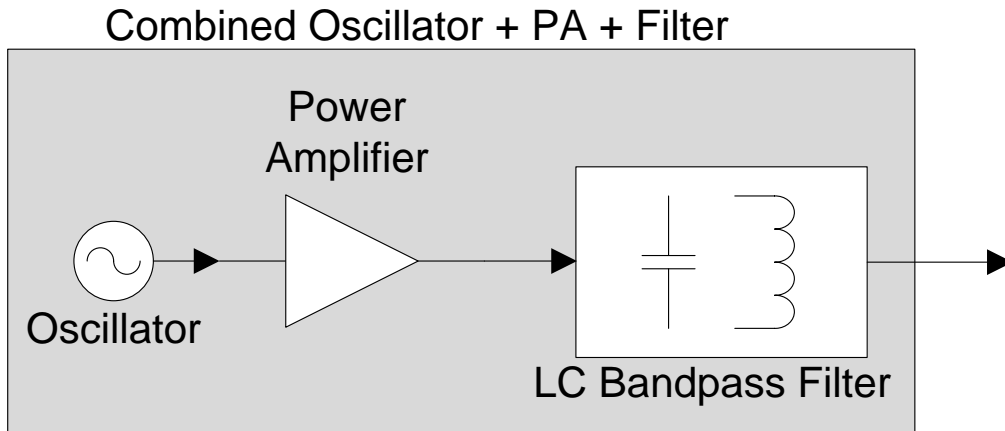 Combined Oscillator + PA + Filter
Power
Amplifier
Oscillator
LC Bandpass Filter